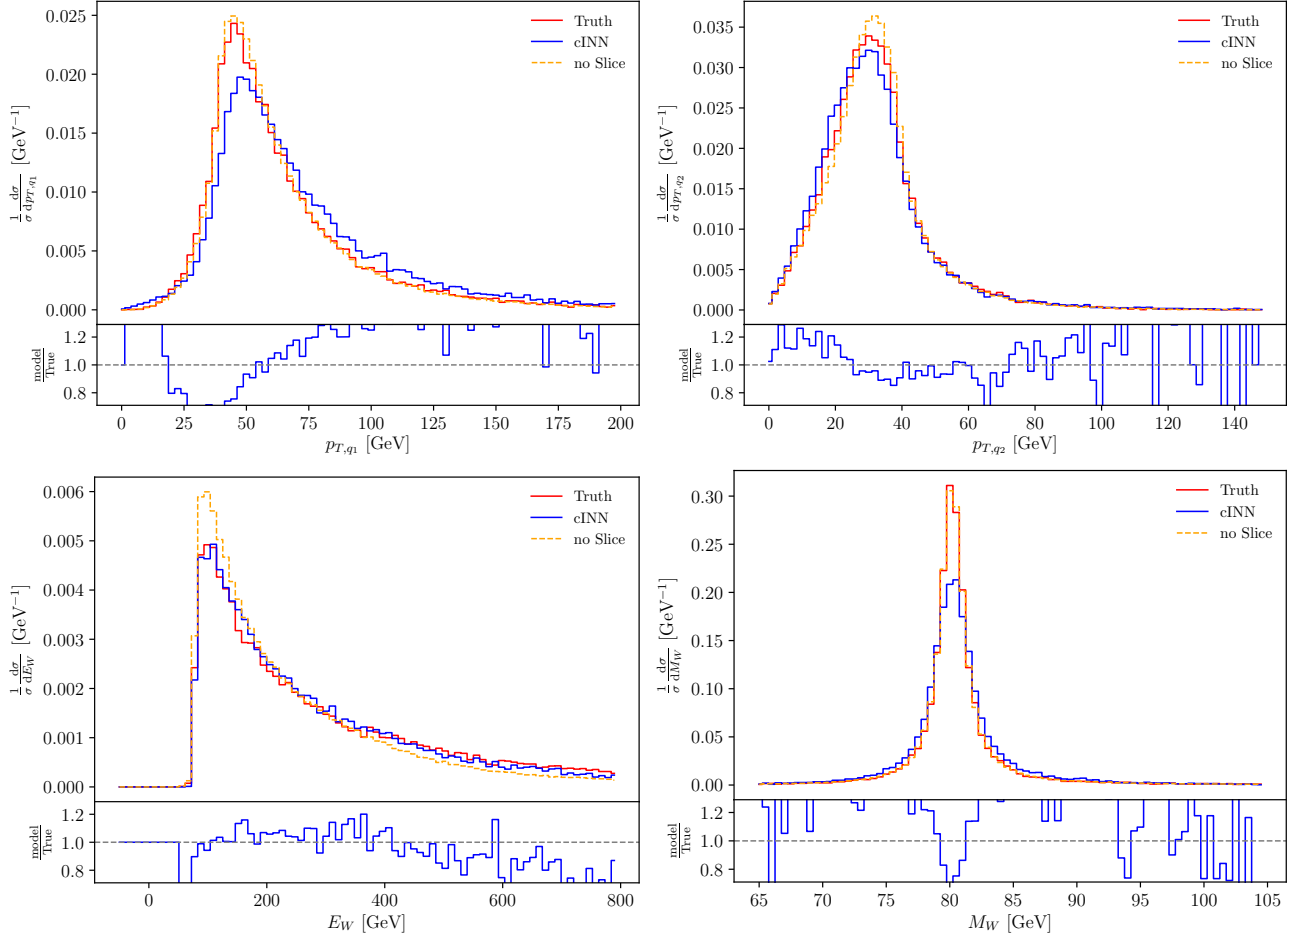 0.025
0.020
0.015
0.010
0.005
0.000
1/σ dσ/dp_{T,q_1} [GeV⁻¹]
Truth
cINN
no Slice
1.2
1.0
0.8
model/True
0 25 50 75 100 125 150 175 200
p_{T,q_1} [GeV]
0.040
0.035
0.030
0.025
0.020
0.015
0.010
0.005
0.000
1/σ dσ/dp_{T,q_2} [GeV⁻¹]
Truth
cINN
no Slice
1.2
1.0
0.8
model/True
0 20 40 60 80 100 120 140
p_{T,q_2} [GeV]
0.006
0.005
0.004
0.003
0.002
0.001
0.000
1/σ dσ/dE_W [GeV⁻¹]
Truth
cINN
no Slice
1.2
1.0
0.8
model/True
0 200 400 600 800
E_W [GeV]
0.30
0.25
0.20
0.15
0.10
0.05
0.00
1/σ dσ/dM_W [GeV⁻¹]
Truth
cINN
no Slice
1.2
1.0
0.8
model/True
65 70 75 80 85 90 95 100 105
M_W [GeV]